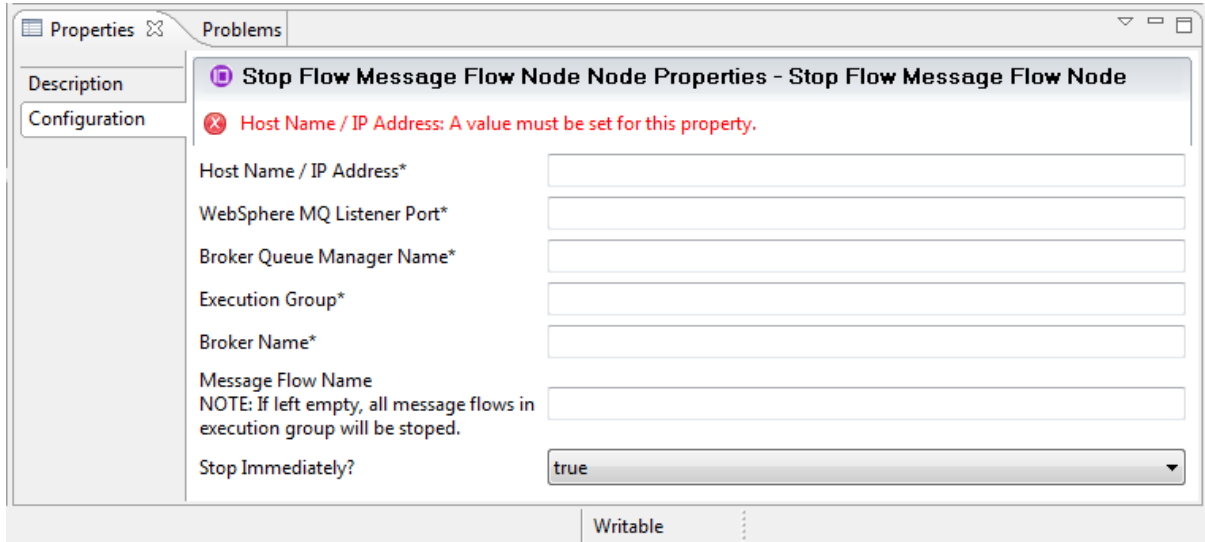 Properties Problems
Description
Configuration
Stop Flow Message Flow Node Node Properties - Stop Flow Message Flow Node
Host Name / IP Address: A value must be set for this property.
Host Name / IP Address*
WebSphere MQ Listener Port*
Broker Queue Manager Name*
Execution Group*
Broker Name*
Message Flow Name
NOTE: If left empty, all message flows in
execution group will be stoped.
Stop Immediately? true
Writable